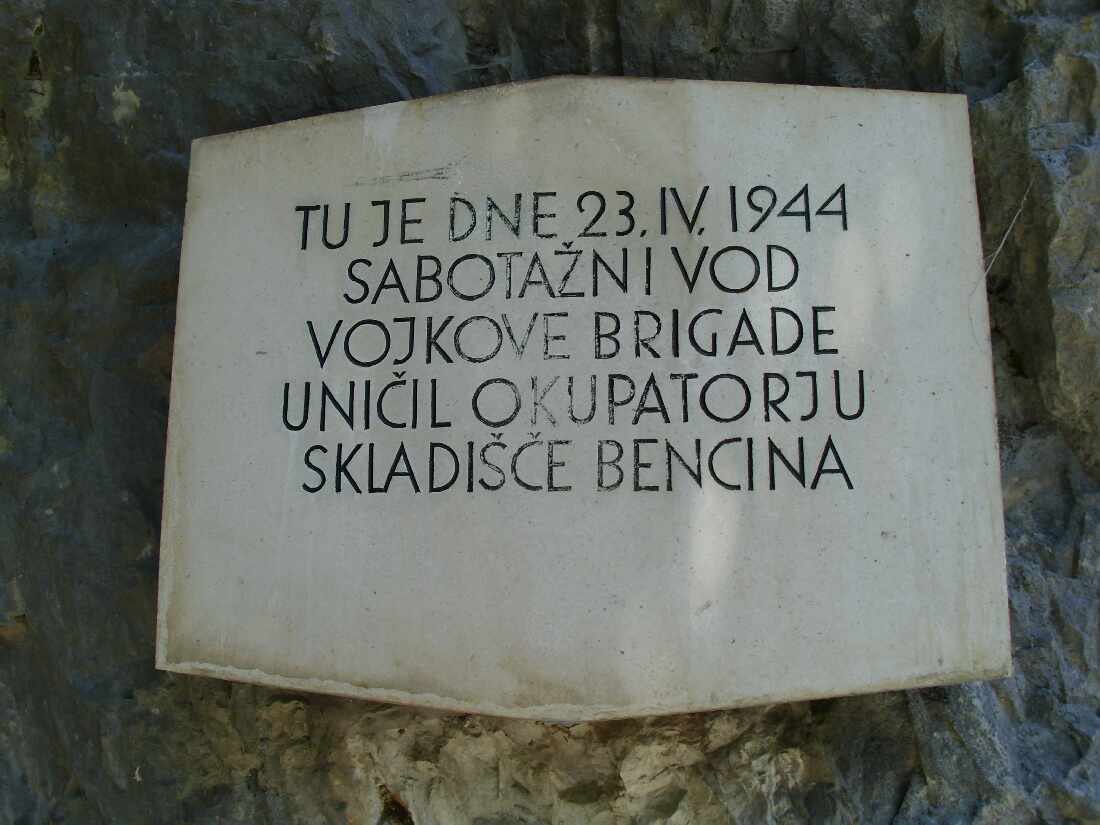 TU JE DNE 23. IV. 1944
SABOTAŽNI VOD
VOJKOVE BRIGADE
UNIČIL OKUPATORJU
SKLADIŠČE BENCINA